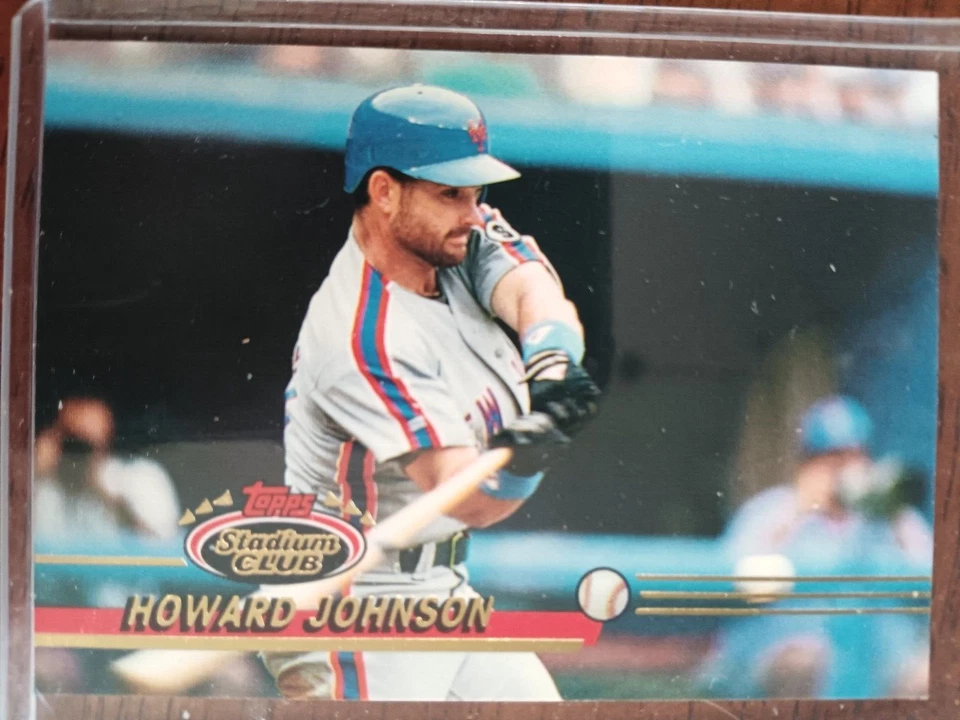 TOPPS
Stadium
CLUB
HOWARD JOHNSON